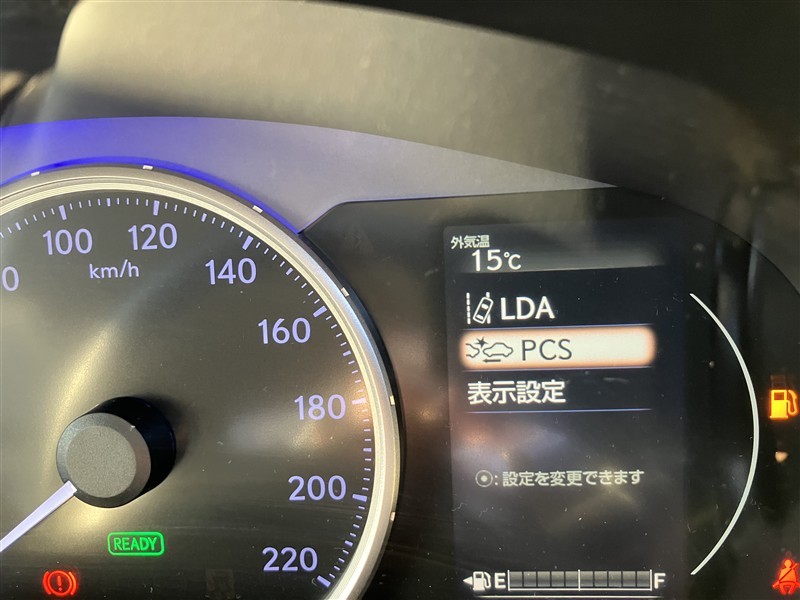 外気温
15℃
LDA
PCS
表示設定
⦿:設定を変更できます
E F
0
100
120
140
160
180
200
220
km/h
READY